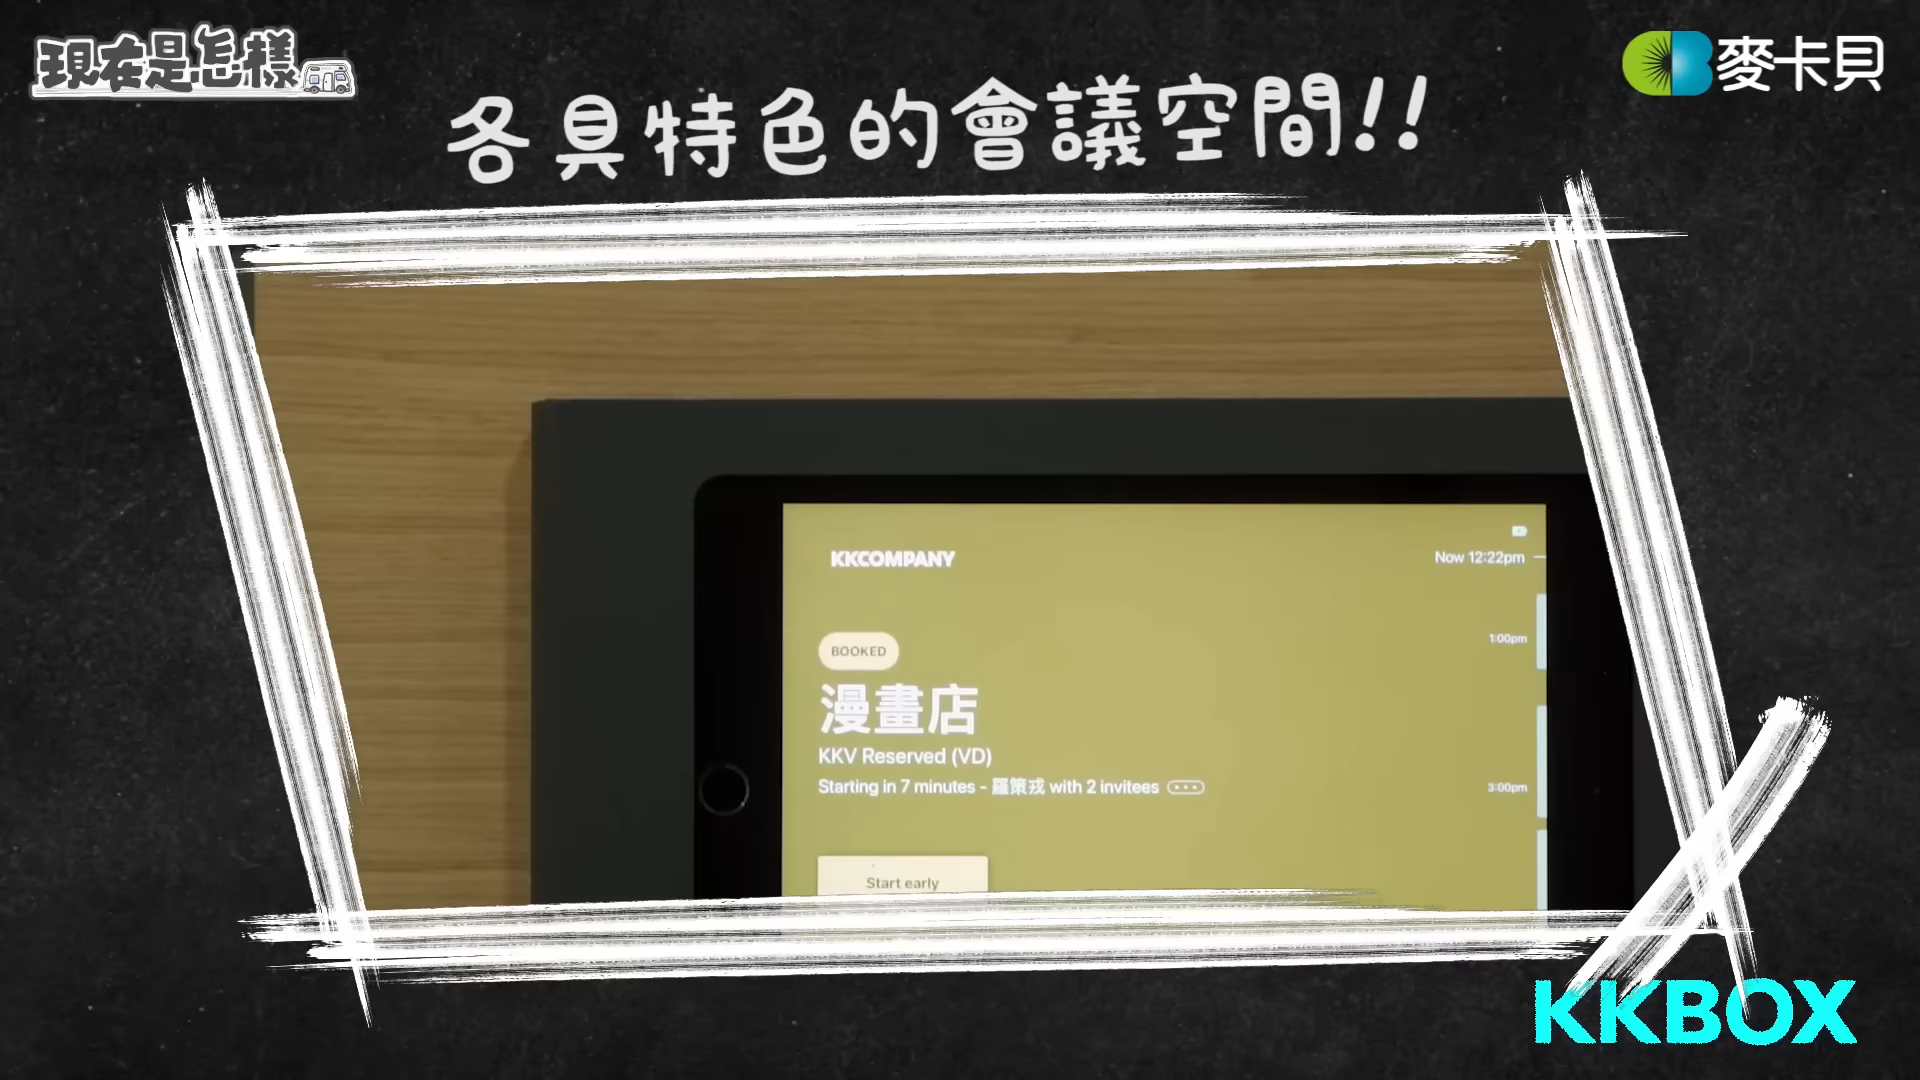 現在是怎樣
麥卡貝
各具特色的會議空間!!
KKCOMPANY
Now 12:22pm
BOOKED
1:00pm
漫畫店
KKV Reserved (VD)
Starting in 7 minutes - 羅策戎 with 2 invitees
3:00pm
Start early
KKBOX